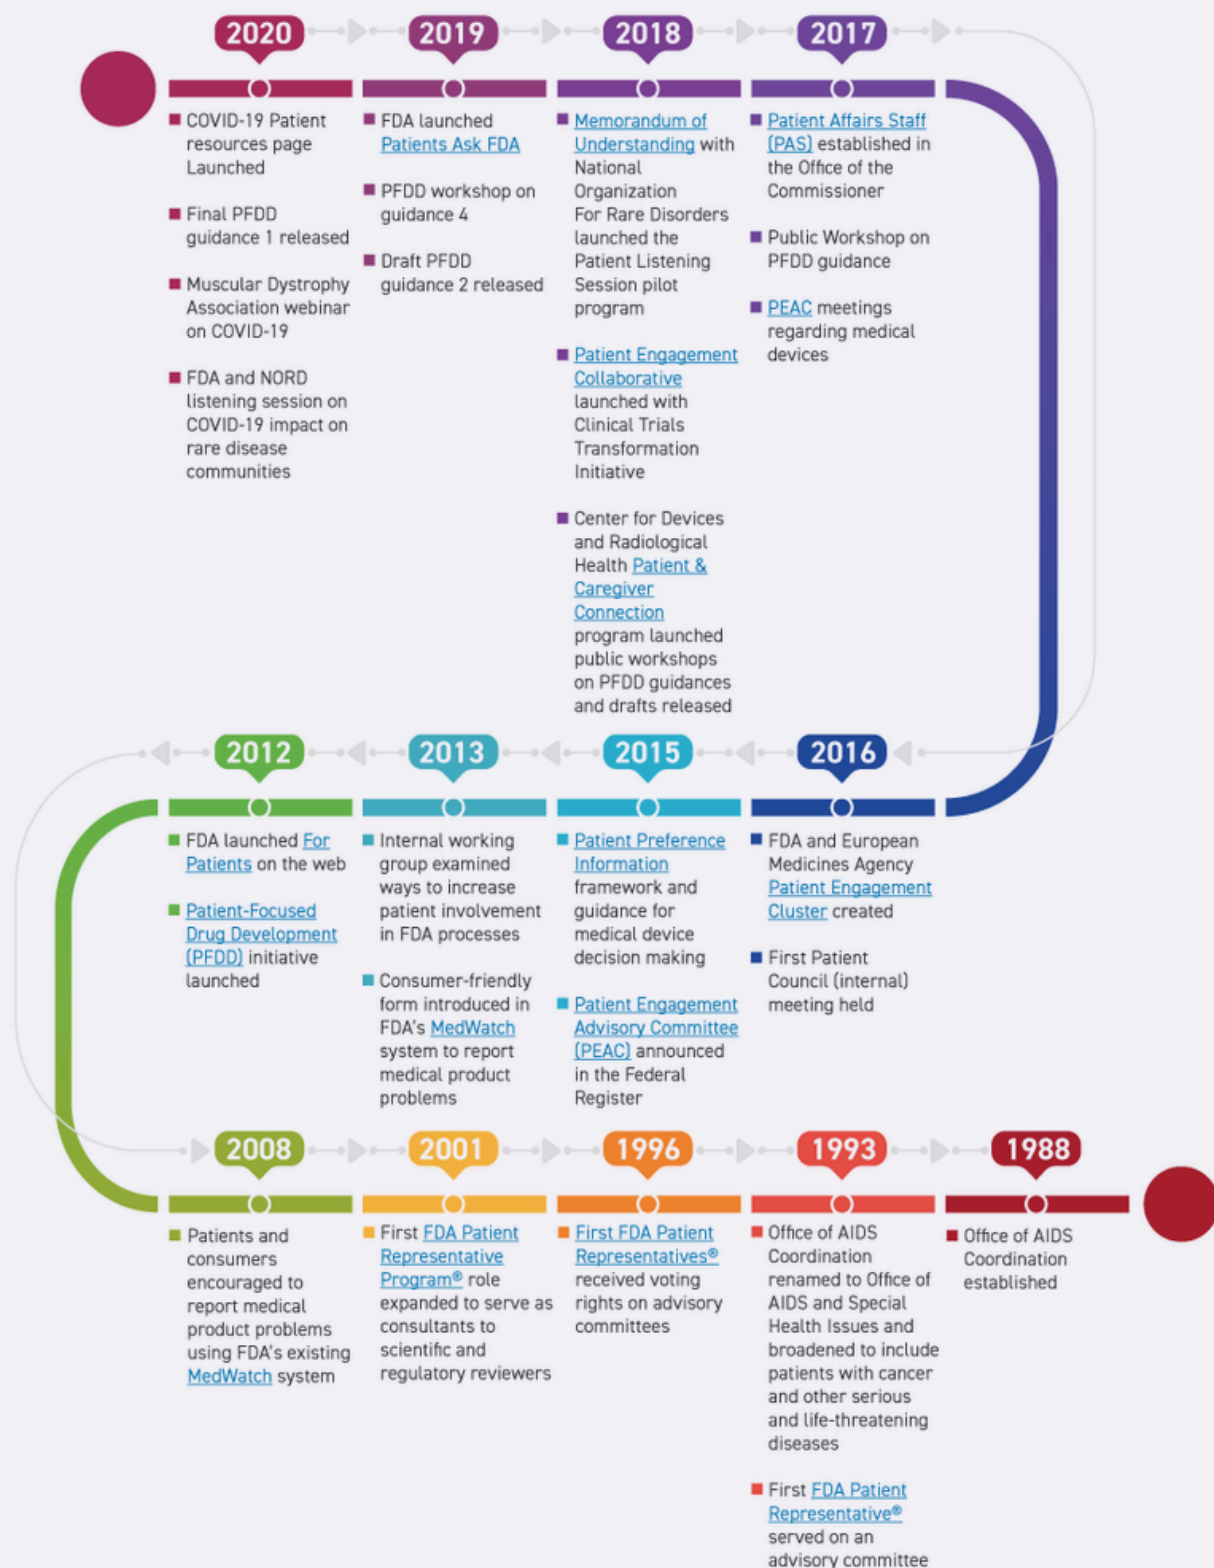 2020
COVID-19 Patient
resources page
Launched
Final PFDD
guidance 1 released
Muscular Dystrophy
Association webinar
on COVID-19
FDA and NORD
listening session on
COVID-19 impact on
rare disease
communities
2019
FDA launched
Patients Ask FDA
PFDD workshop on
guidance 4
Draft PFDD
guidance 2 released
2018
Memorandum of
Understanding with
National
Organization
For Rare Disorders
launched the
Patient Listening
Session pilot
program
Patient Engagement
Collaborative
launched with
Clinical Trials
Transformation
Initiative
Center for Devices
and Radiological
Health Patient &
Caregiver
Connection
program launched
public workshops
on PFDD guidances
and drafts released
2017
Patient Affairs Staff
(PAS) established in
the Office of the
Commissioner
Public Workshop on
PFDD guidance
PEAC meetings
regarding medical
devices
2016
FDA and European
Medicines Agency
Patient Engagement
Cluster created
First Patient
Council (internal)
meeting held
2015
Patient Preference
Information
framework and
guidance for
medical device
decision making
Patient Engagement
Advisory Committee
(PEAC) announced
in the Federal
Register
2013
Internal working
group examined
ways to increase
patient involvement
in FDA processes
Consumer-friendly
form introduced in
FDA's MedWatch
system to report
medical product
problems
2012
FDA launched For
Patients on the web
Patient-Focused
Drug Development
(PFDD) initiative
launched
2008
Patients and
consumers
encouraged to
report medical
product problems
using FDA's existing
MedWatch system
2001
First FDA Patient
Representative
Program® role
expanded to serve as
consultants to
scientific and
regulatory reviewers
1996
First FDA Patient
Representatives®
received voting
rights on advisory
committees
1993
Office of AIDS
Coordination
renamed to Office of
AIDS and Special
Health Issues and
broadened to include
patients with cancer
and other serious
and life-threatening
diseases
First FDA Patient
Representative®
served on an
advisory committee
1988
Office of AIDS
Coordination
established